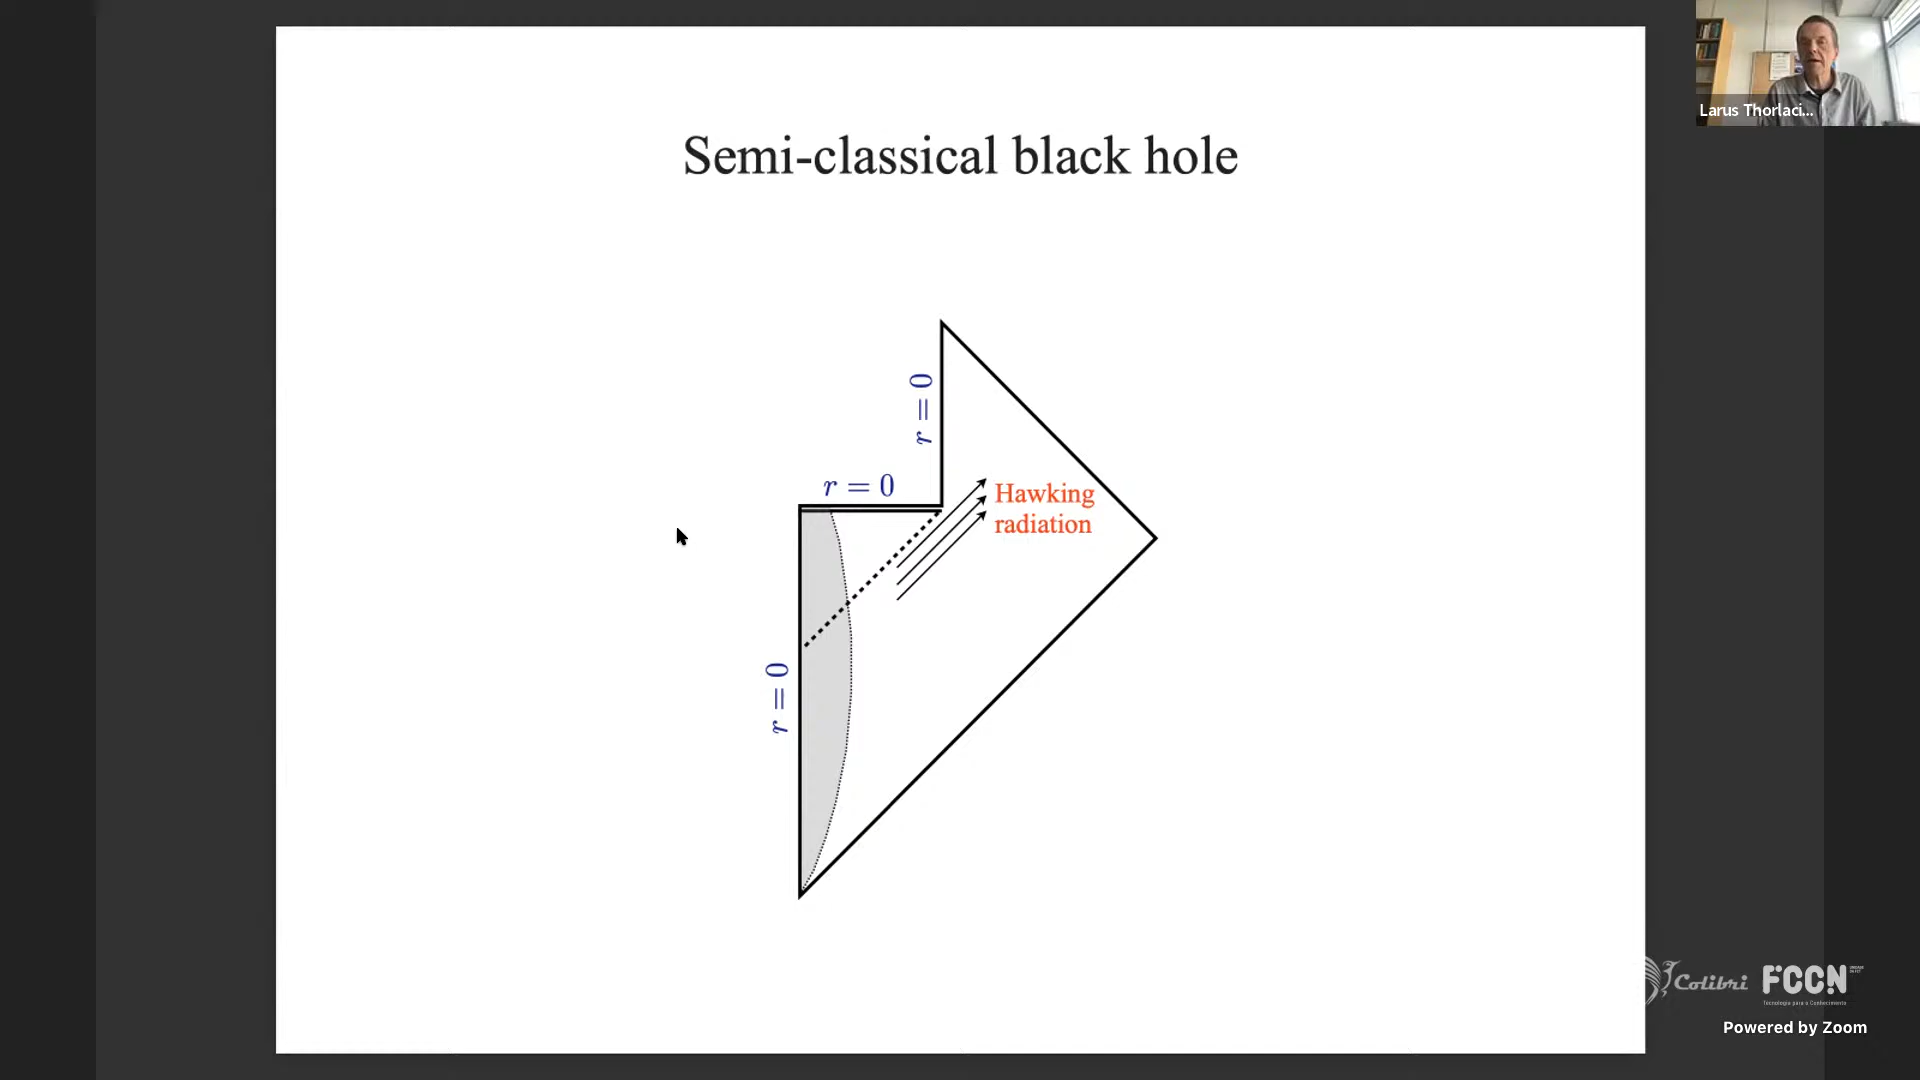 Larus Thorlaci...
Semi-classical black hole
r = 0
r = 0
Hawking
radiation
r = 0
Colibri FCCN
Powered by Zoom